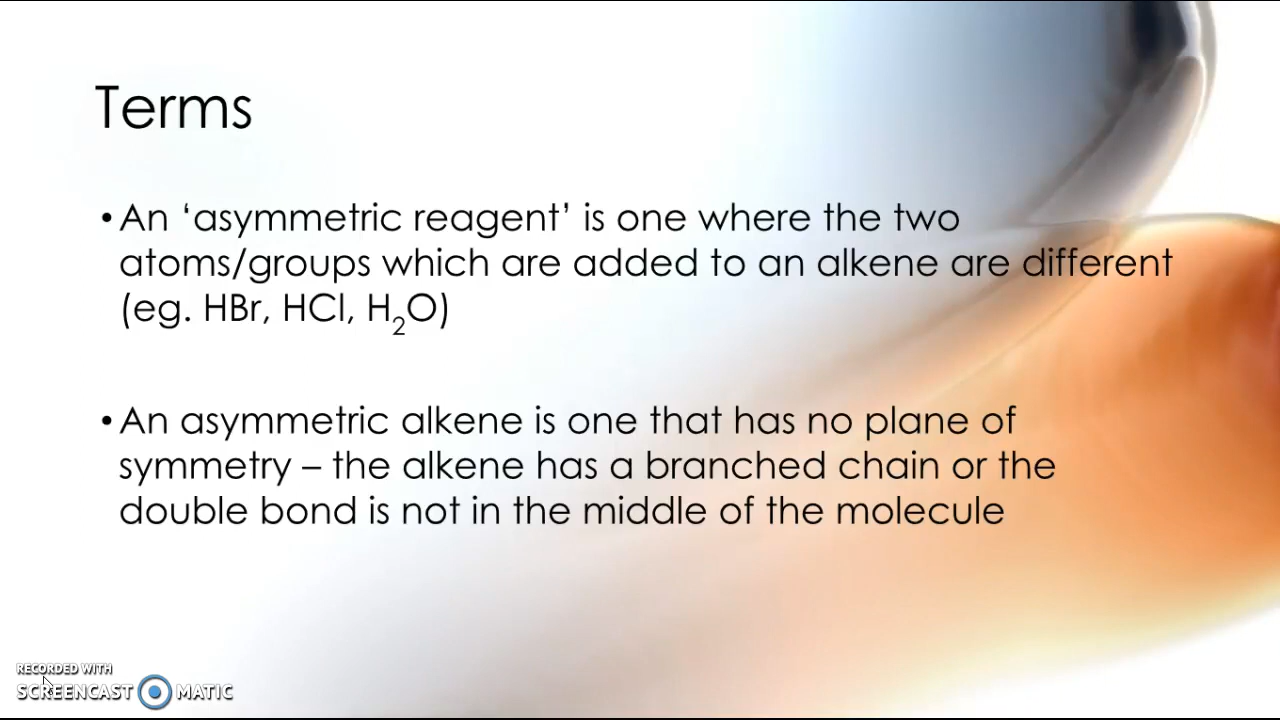 Terms
• An ‘asymmetric reagent’ is one where the two
atoms/groups which are added to an alkene are different
(eg. HBr, HCl, H₂O)
• An asymmetric alkene is one that has no plane of
symmetry – the alkene has a branched chain or the
double bond is not in the middle of the molecule
RECORDED WITH
SCREENCAST MATIC